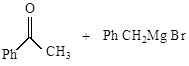 O
Ph CH3 + Ph CH2Mg Br